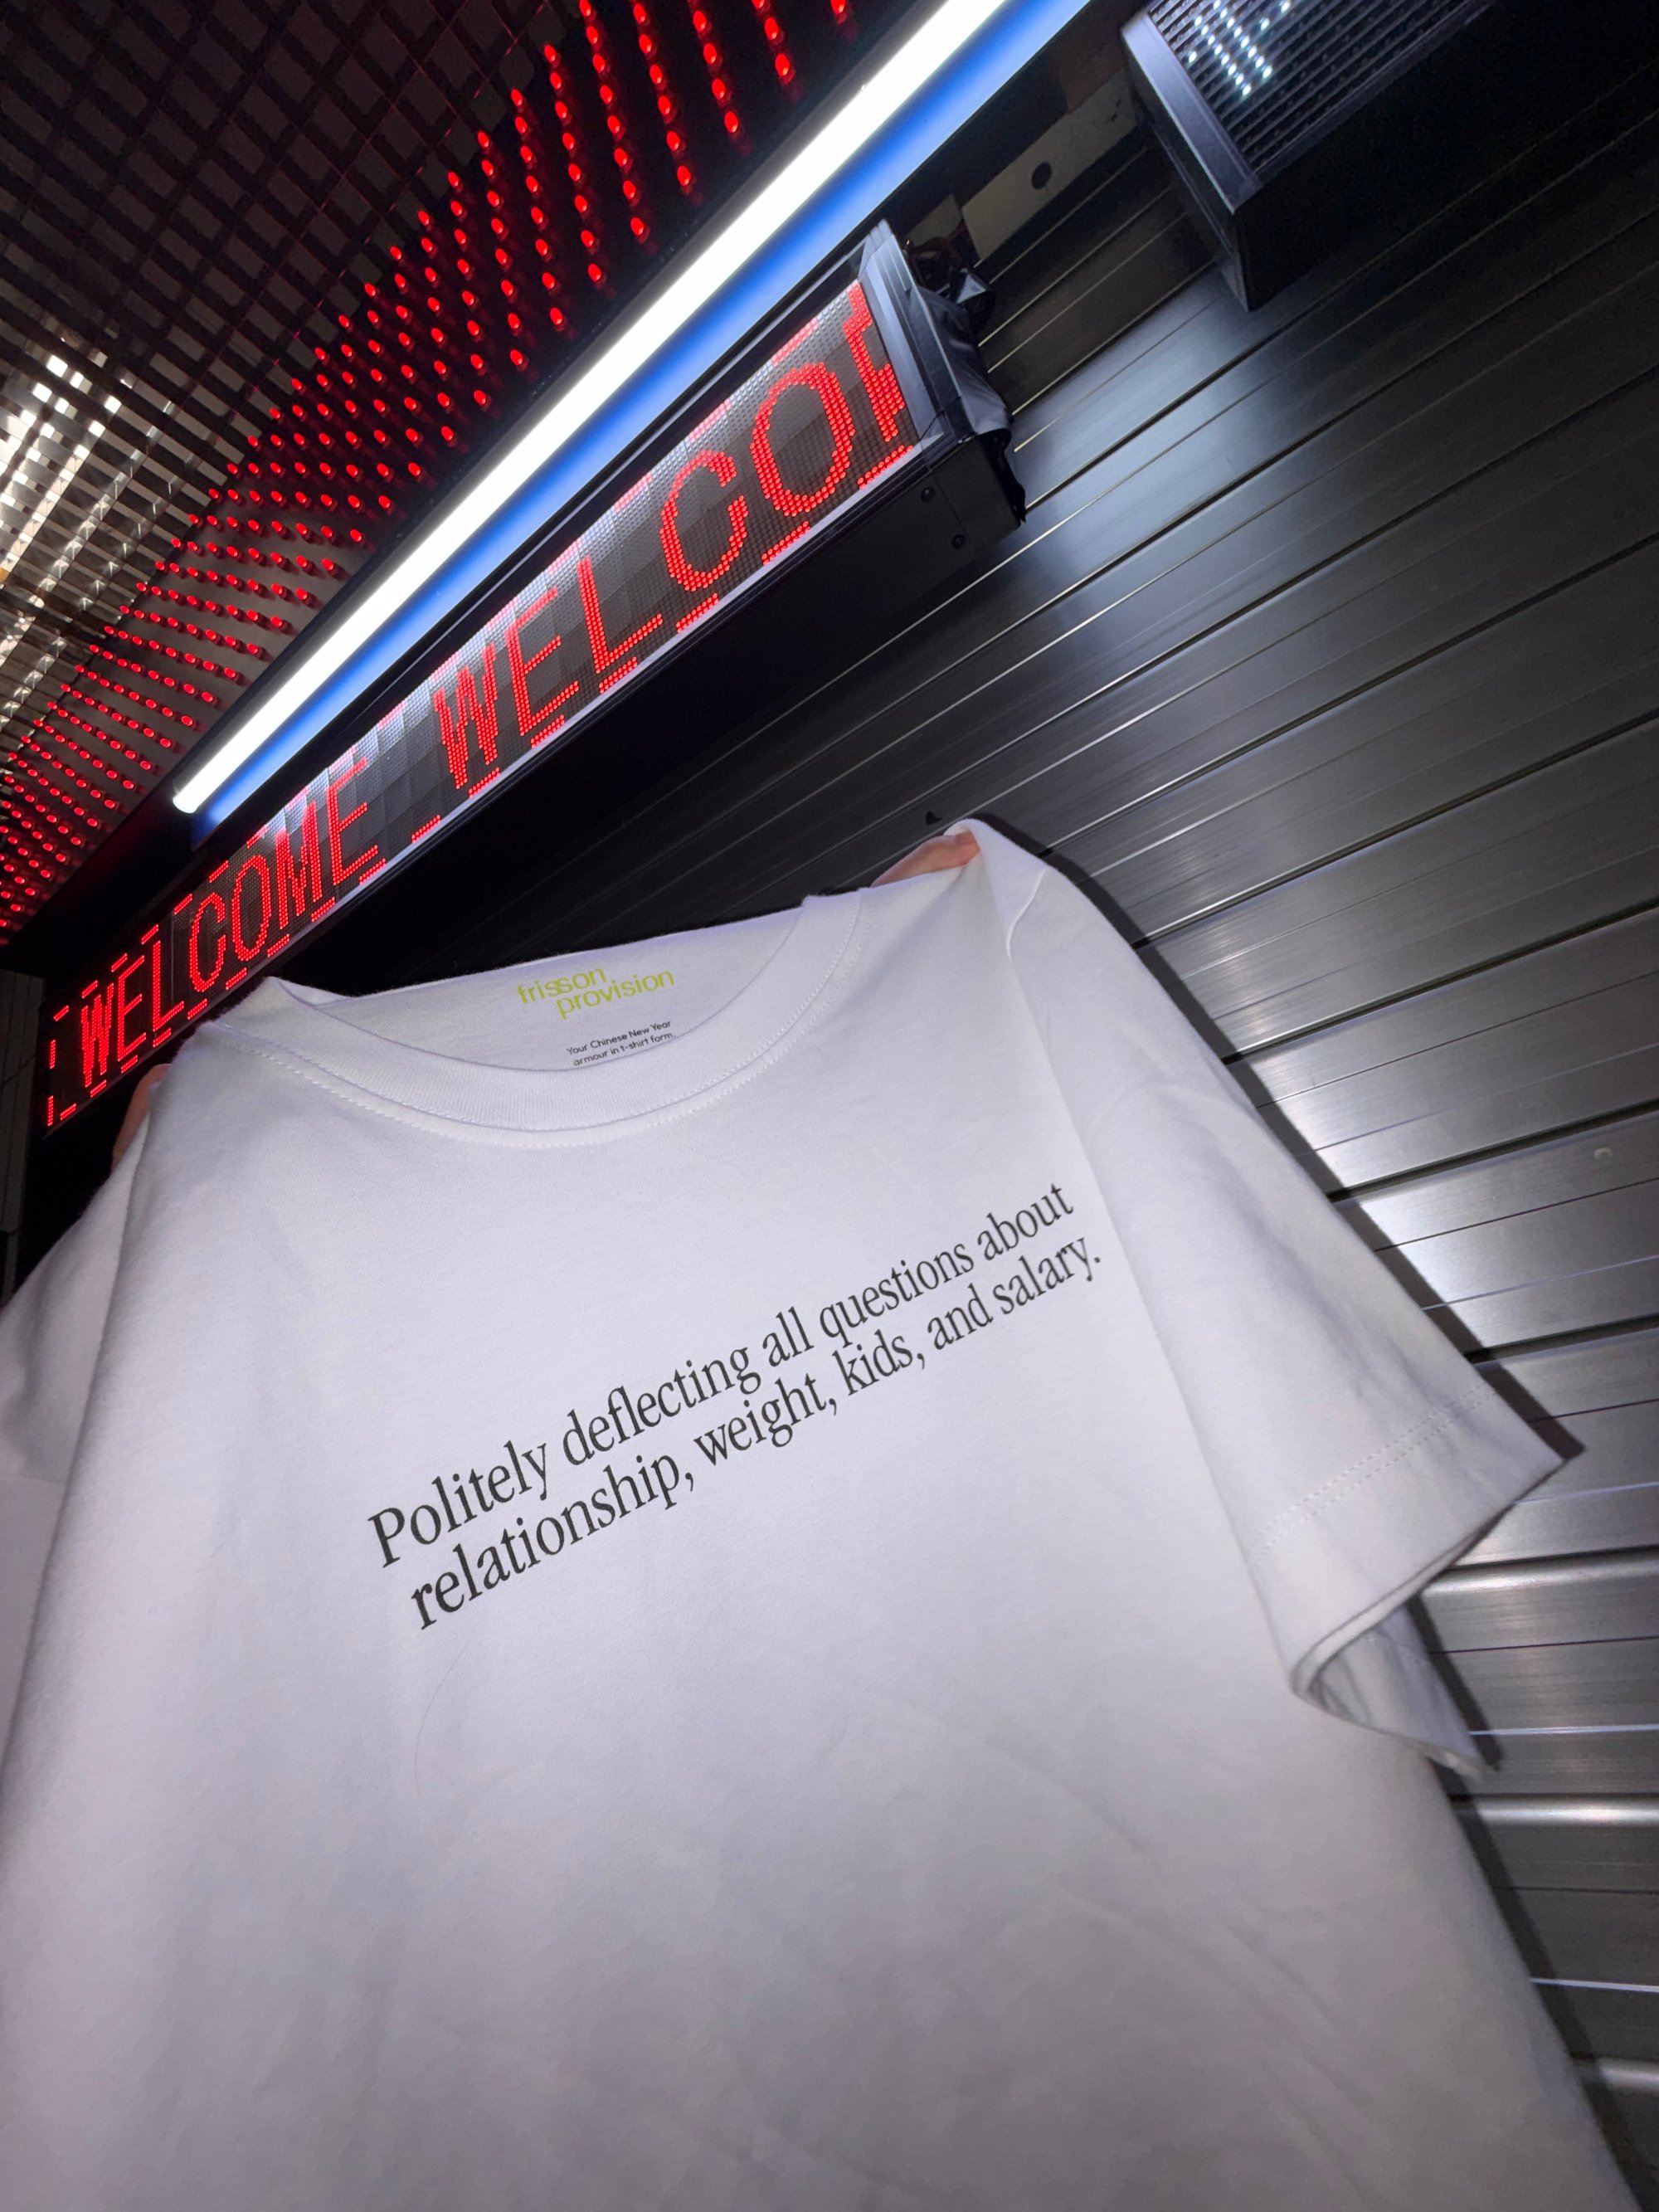 WELCOME WELCO
frisson
provision
Your Chinese New Year
armour in t-shirt form.
Politely deflecting all questions about
relationship, weight, kids, and salary.